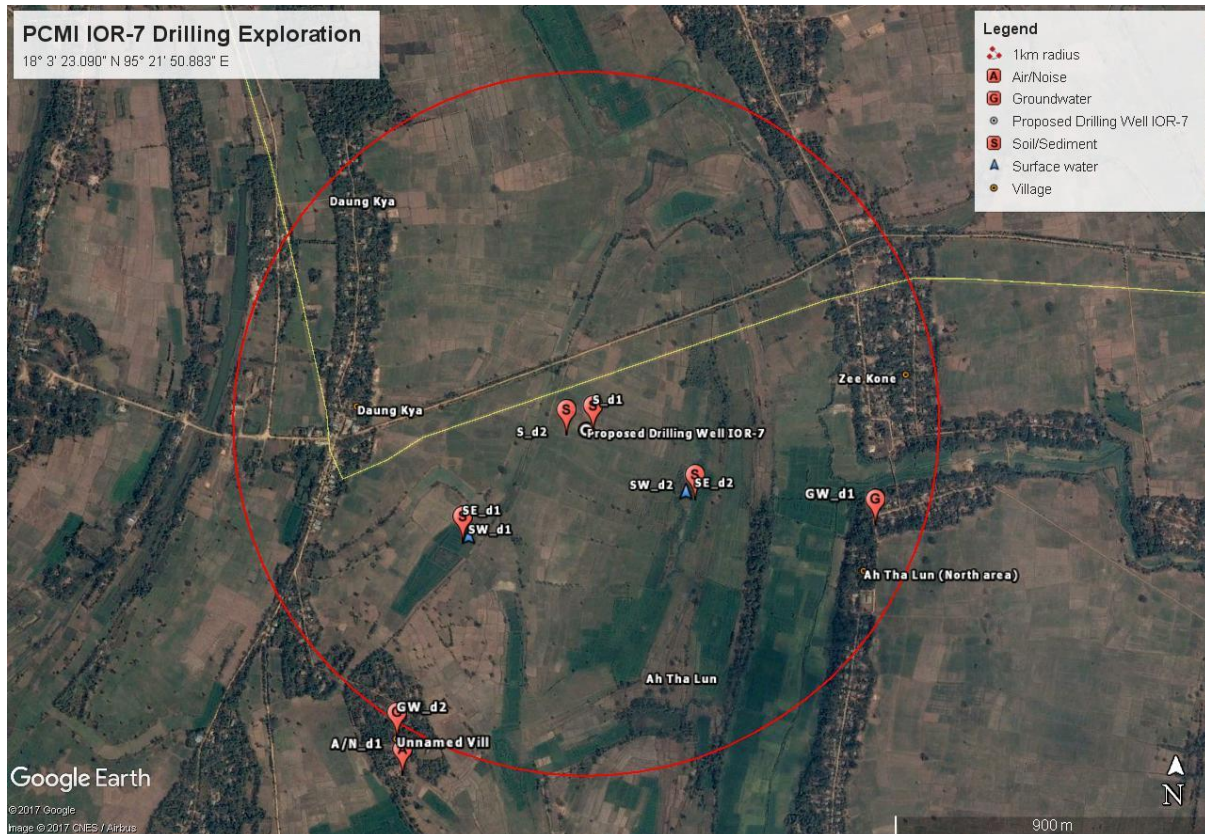 PCMI IOR-7 Drilling Exploration
18° 3' 23.090" N 95° 21' 50.883" E
Legend
1km radius
A Air/Noise
G Groundwater
Proposed Drilling Well IOR-7
S Soil/Sediment
Surface water
Village
Daung Kya
Zee Kone
Daung Kya
S S S_d1
S_d2
Proposed Drilling Well IOR-7
S
SW_d2 SE_d2
GW_d1 G
S SE_d1
SW_d1
Ah Tha Lun (North area)
Ah Tha Lun
G GW_d2
A/N_d1 Unnamed Vill
A
Google Earth
© 2017 Google
Image © 2017 CNES / Airbus
N
900 m